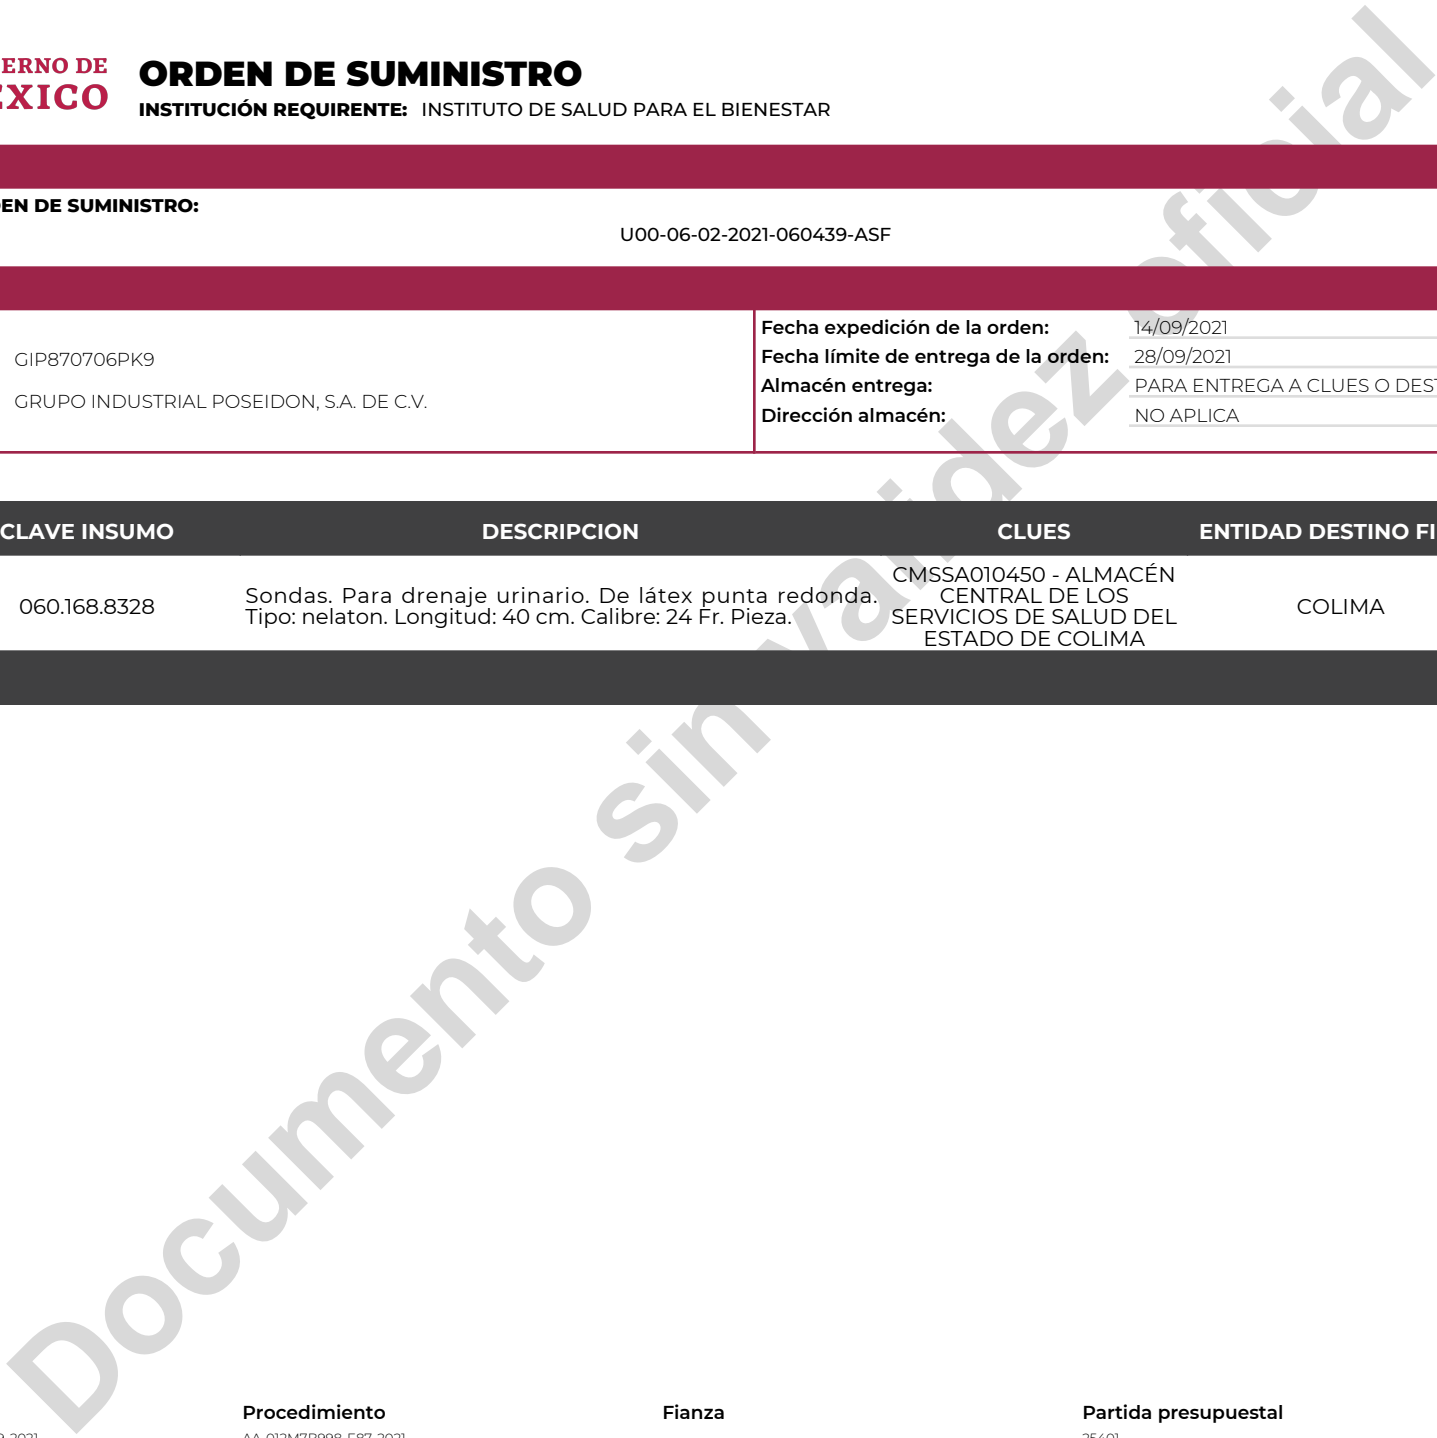 ERNO DE
EXICO
ORDEN DE SUMINISTRO
INSTITUCIÓN REQUIRENTE: INSTITUTO DE SALUD PARA EL BIENESTAR
EN DE SUMINISTRO:
U00-06-02-2021-060439-ASF
GIP870706PK9
GRUPO INDUSTRIAL POSEIDON, S.A. DE C.V.
Fecha expedición de la orden: 14/09/2021
Fecha límite de entrega de la orden: 28/09/2021
Almacén entrega: PARA ENTREGA A CLUES O DEST
Dirección almacén: NO APLICA
CLAVE INSUMO DESCRIPCION CLUES ENTIDAD DESTINO FI
060.168.8328
Sondas. Para drenaje urinario. De látex punta redonda.
Tipo: nelaton. Longitud: 40 cm. Calibre: 24 Fr. Pieza.
CMSSA010450 - ALMACÉN
CENTRAL DE LOS
SERVICIOS DE SALUD DEL
ESTADO DE COLIMA
COLIMA
Documento sin validez oficial
Procedimiento Fianza Partida presupuestal